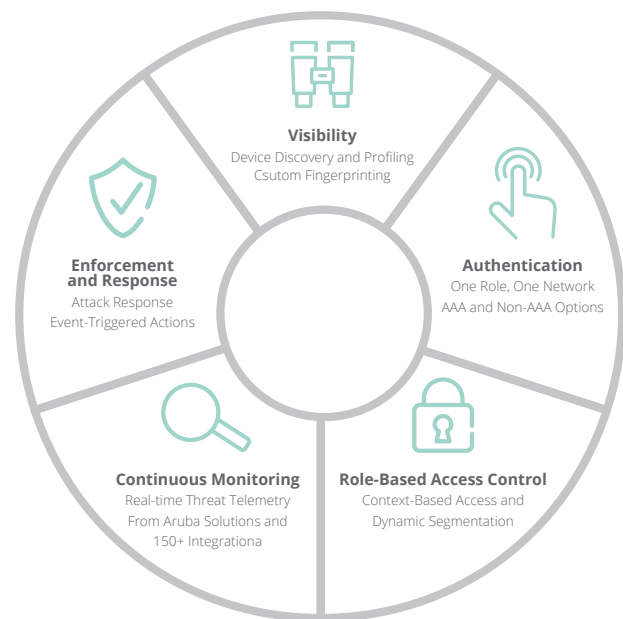 Visibility
Device Discovery and Profiling
Csutom Fingerprinting
Authentication
One Role, One Network
AAA and Non-AAA Options
Role-Based Access Control
Context-Based Access and
Dynamic Segmentation
Continuous Monitoring
Real-time Threat Telemetry
From Aruba Solutions and
150+ Integrationa
Enforcement
and Response
Attack Response
Event-Triggered Actions